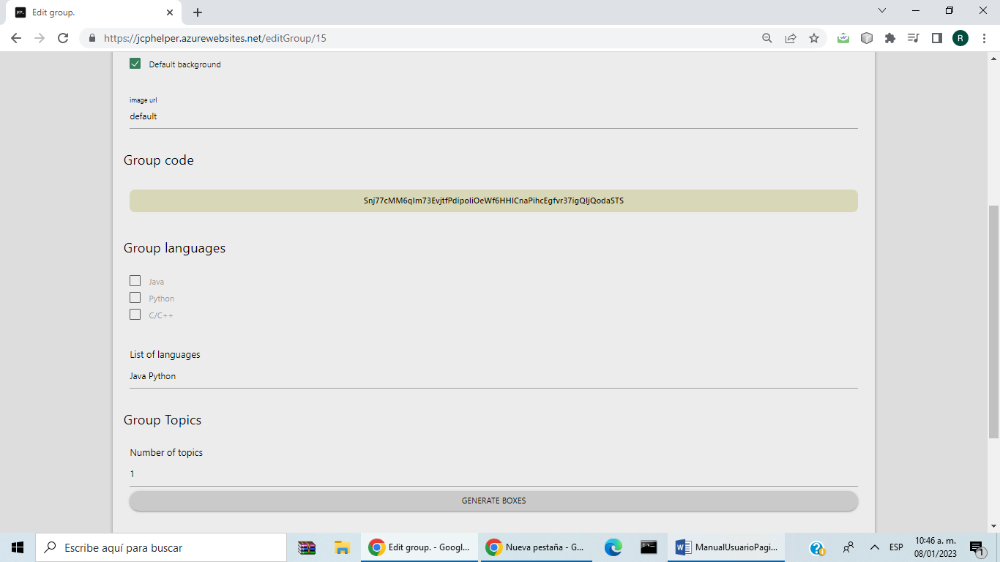 Edit group.
https://jcphelper.azurewebsites.net/editGroup/15
R
Default background
image url
default
Group code
Group languages
Java
Python
C/C++
List of languages
Java Python
Group Topics
Number of topics
1
GENERATE BOXES
Escribe aquí para buscar
Edit group. - Googl...
Nueva pestaña - G...
ManualUsuarioPagi...
ESP
10:46 a. m.
08/01/2023
1